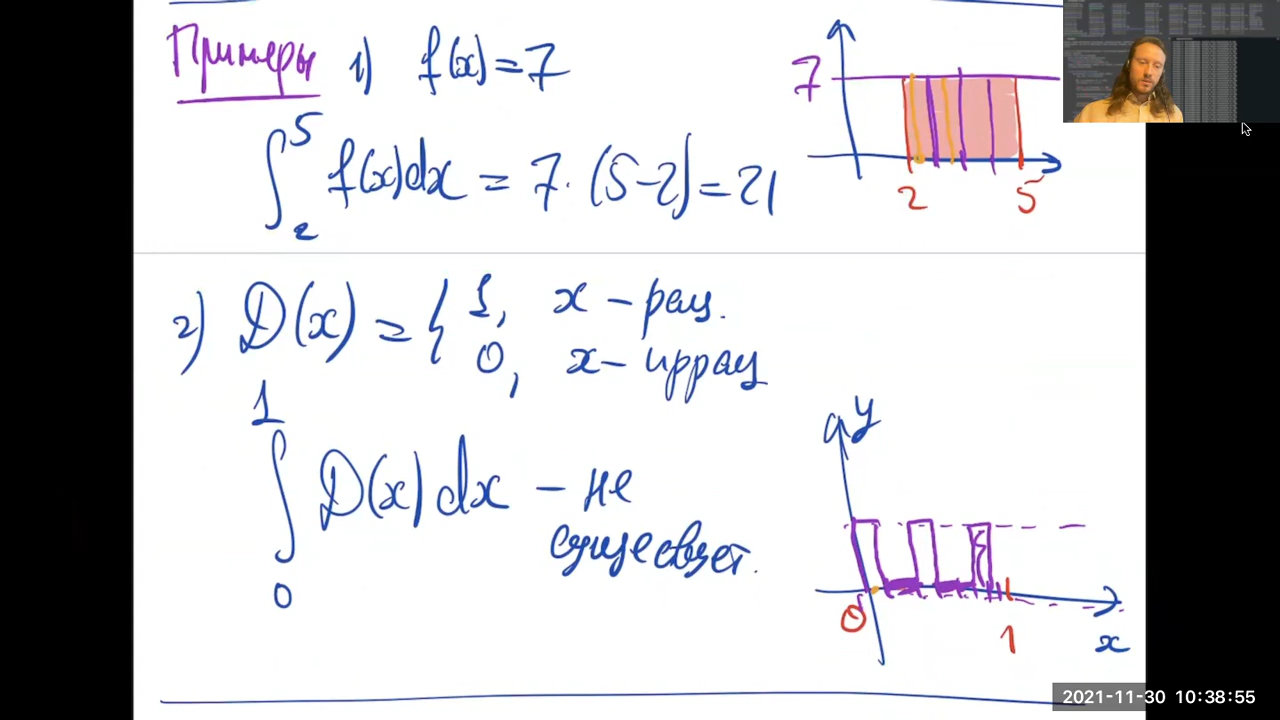 Примеры 1) f(x) = 7
∫₂⁵ f(x)dx = 7·(5-2) = 21
7
2 5
2) D(x) = { 1, x - рац.
0, x - иррац
∫₀¹ D(x)dx - не
существует.
y
0 1 x
2021-11-30 10:38:55